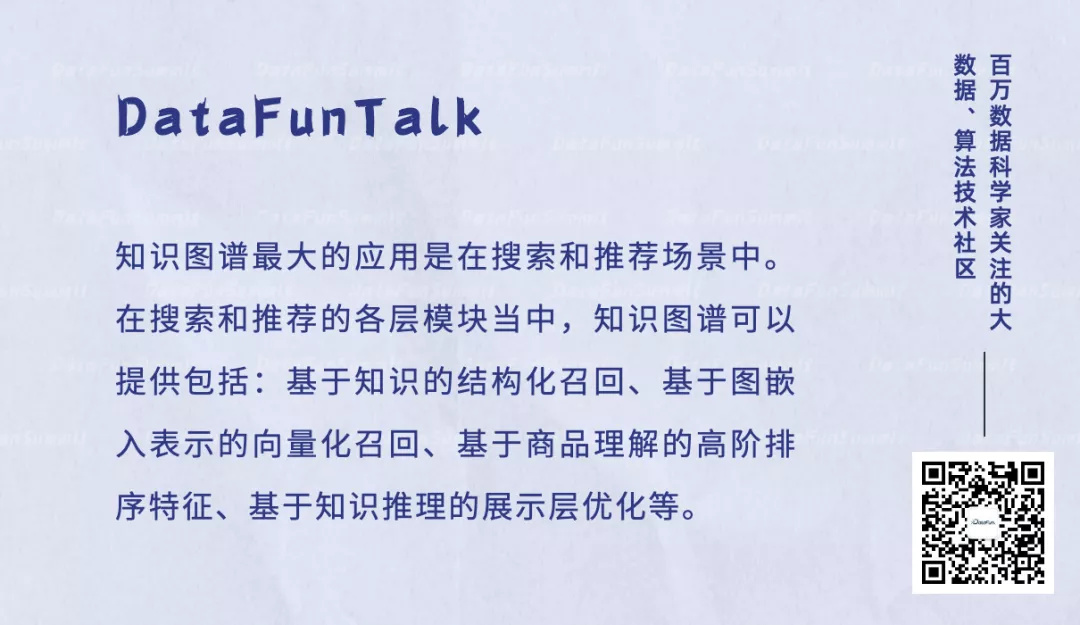 DataFunTalk
知识图谱最大的应用是在搜索和推荐场景中。
在搜索和推荐的各层模块当中，知识图谱可以
提供包括：基于知识的结构化召回、基于图嵌
入表示的向量化召回、基于商品理解的高阶排
序特征、基于知识推理的展示层优化等。
百万数据科学家关注的大
数据、算法技术社区